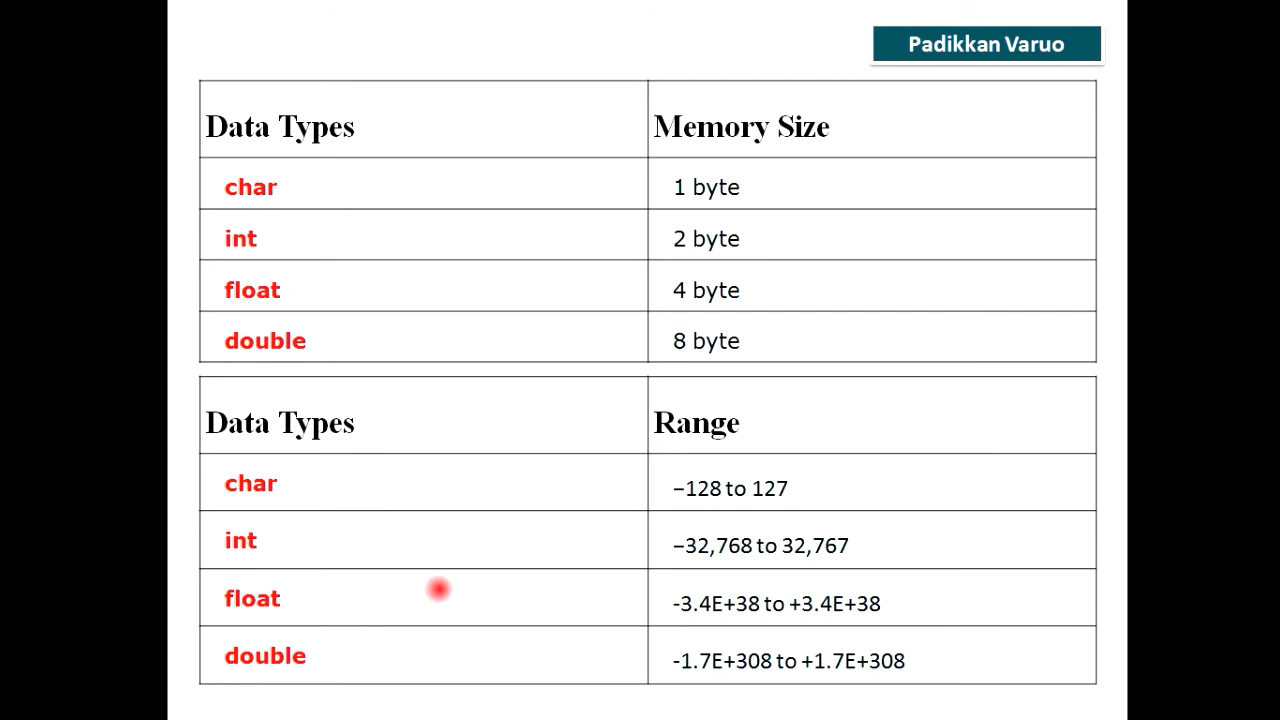 Padikkan Varuo
Data Types Memory Size
char 1 byte
int 2 byte
float 4 byte
double 8 byte
Data Types Range
char –128 to 127
int –32,768 to 32,767
float -3.4E+38 to +3.4E+38
double -1.7E+308 to +1.7E+308